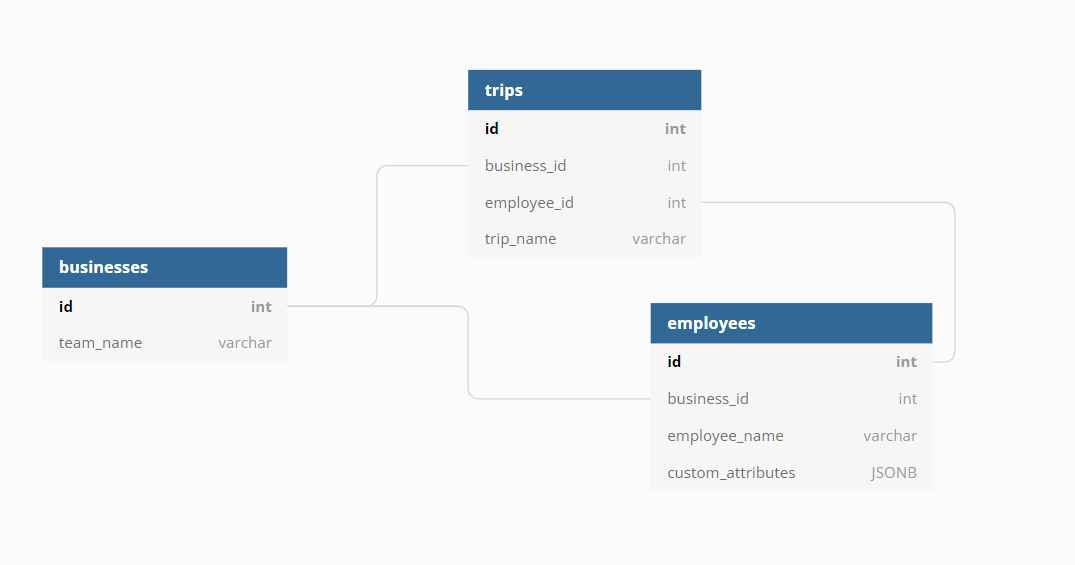 trips
id int
business_id int
employee_id int
trip_name varchar
businesses
id int
team_name varchar
employees
id int
business_id int
employee_name varchar
custom_attributes JSONB